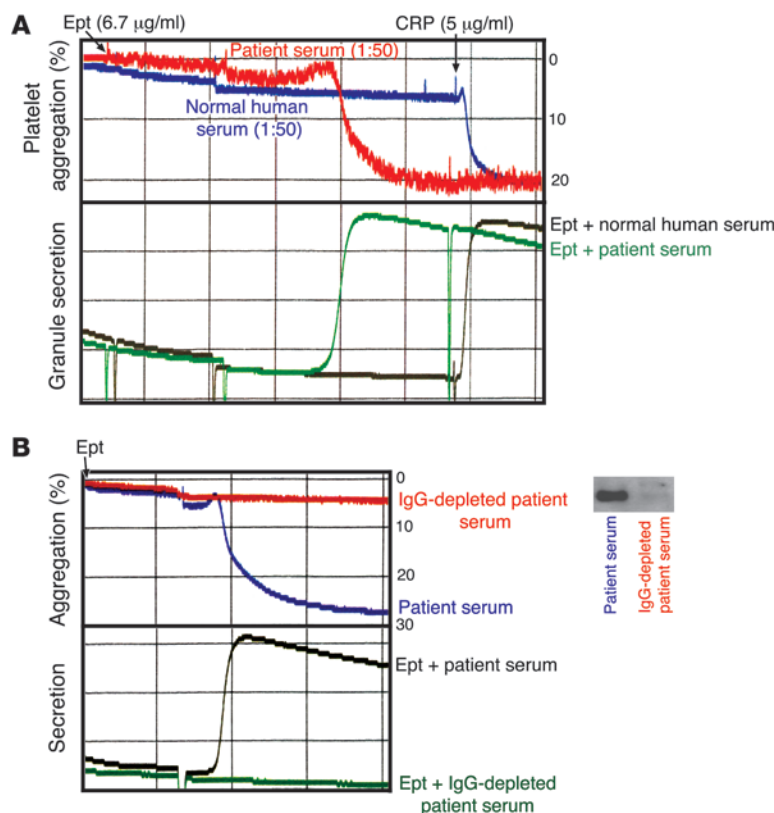 A
Ept (6.7 μg/ml)
CRP (5 μg/ml)
Platelet
aggregation (%)
Patient serum (1:50)
Normal human
serum (1:50)
0
10
20
Granule secretion
Ept + normal human serum
Ept + patient serum
B
Ept
Aggregation (%)
0
10
20
30
IgG-depleted patient
serum
Patient serum
Secretion
Ept + patient serum
Ept + IgG-depleted
patient serum
Patient serum
IgG-depleted
patient serum